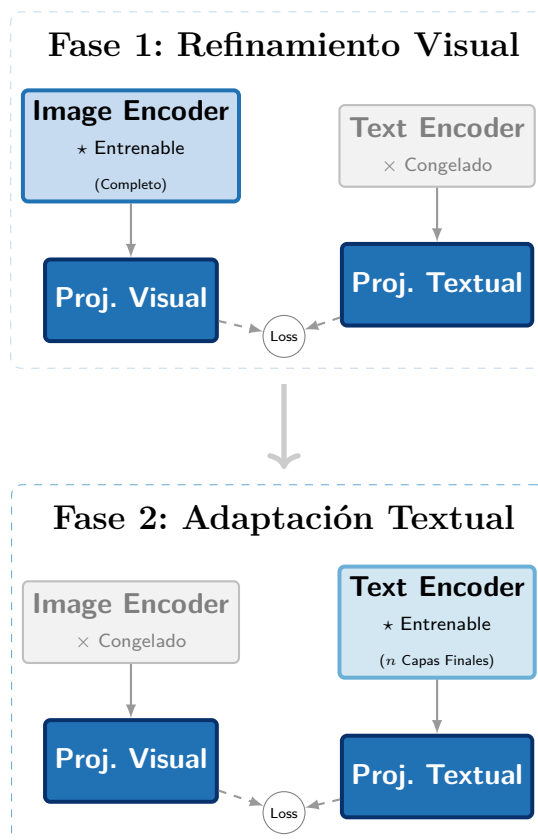 Fase 1: Refinamiento Visual
Image Encoder
⋆ Entrenable
(Completo)
Text Encoder
× Congelado
Proj. Visual
Proj. Textual
Loss
Fase 2: Adaptación Textual
Image Encoder
× Congelado
Text Encoder
⋆ Entrenable
(n Capas Finales)
Proj. Visual
Proj. Textual
Loss